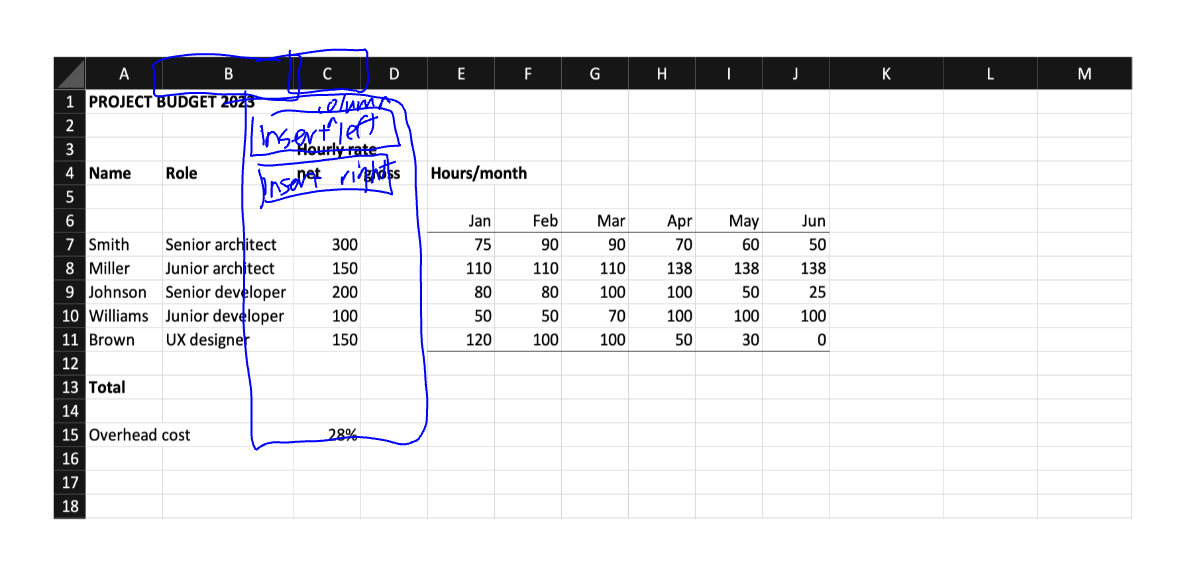 A B C D E F G H I J K L M
1 PROJECT BUDGET 2023
column
2 Insert left
3 Hourly rate
4 Name Role net gross Hours/month
Insert right
5
6 Jan Feb Mar Apr May Jun
7 Smith Senior architect 300 75 90 90 70 60 50
8 Miller Junior architect 150 110 110 110 138 138 138
9 Johnson Senior developer 200 80 80 100 100 50 25
10 Williams Junior developer 100 50 50 70 100 100 100
11 Brown UX designer 150 120 100 100 50 30 0
12
13 Total
14
15 Overhead cost 28%
16
17
18